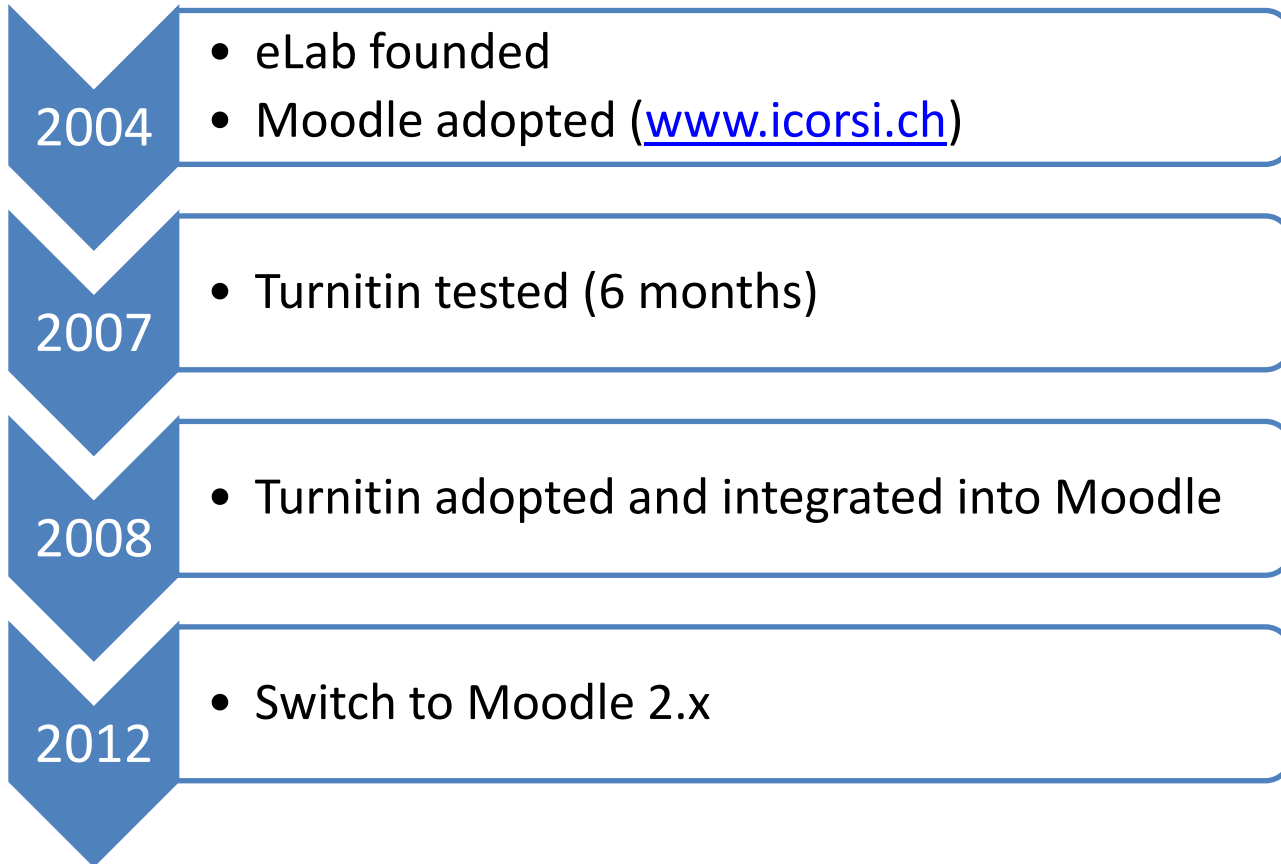 2004
• eLab founded
• Moodle adopted (www.icorsi.ch)
2007
• Turnitin tested (6 months)
2008
• Turnitin adopted and integrated into Moodle
2012
• Switch to Moodle 2.x